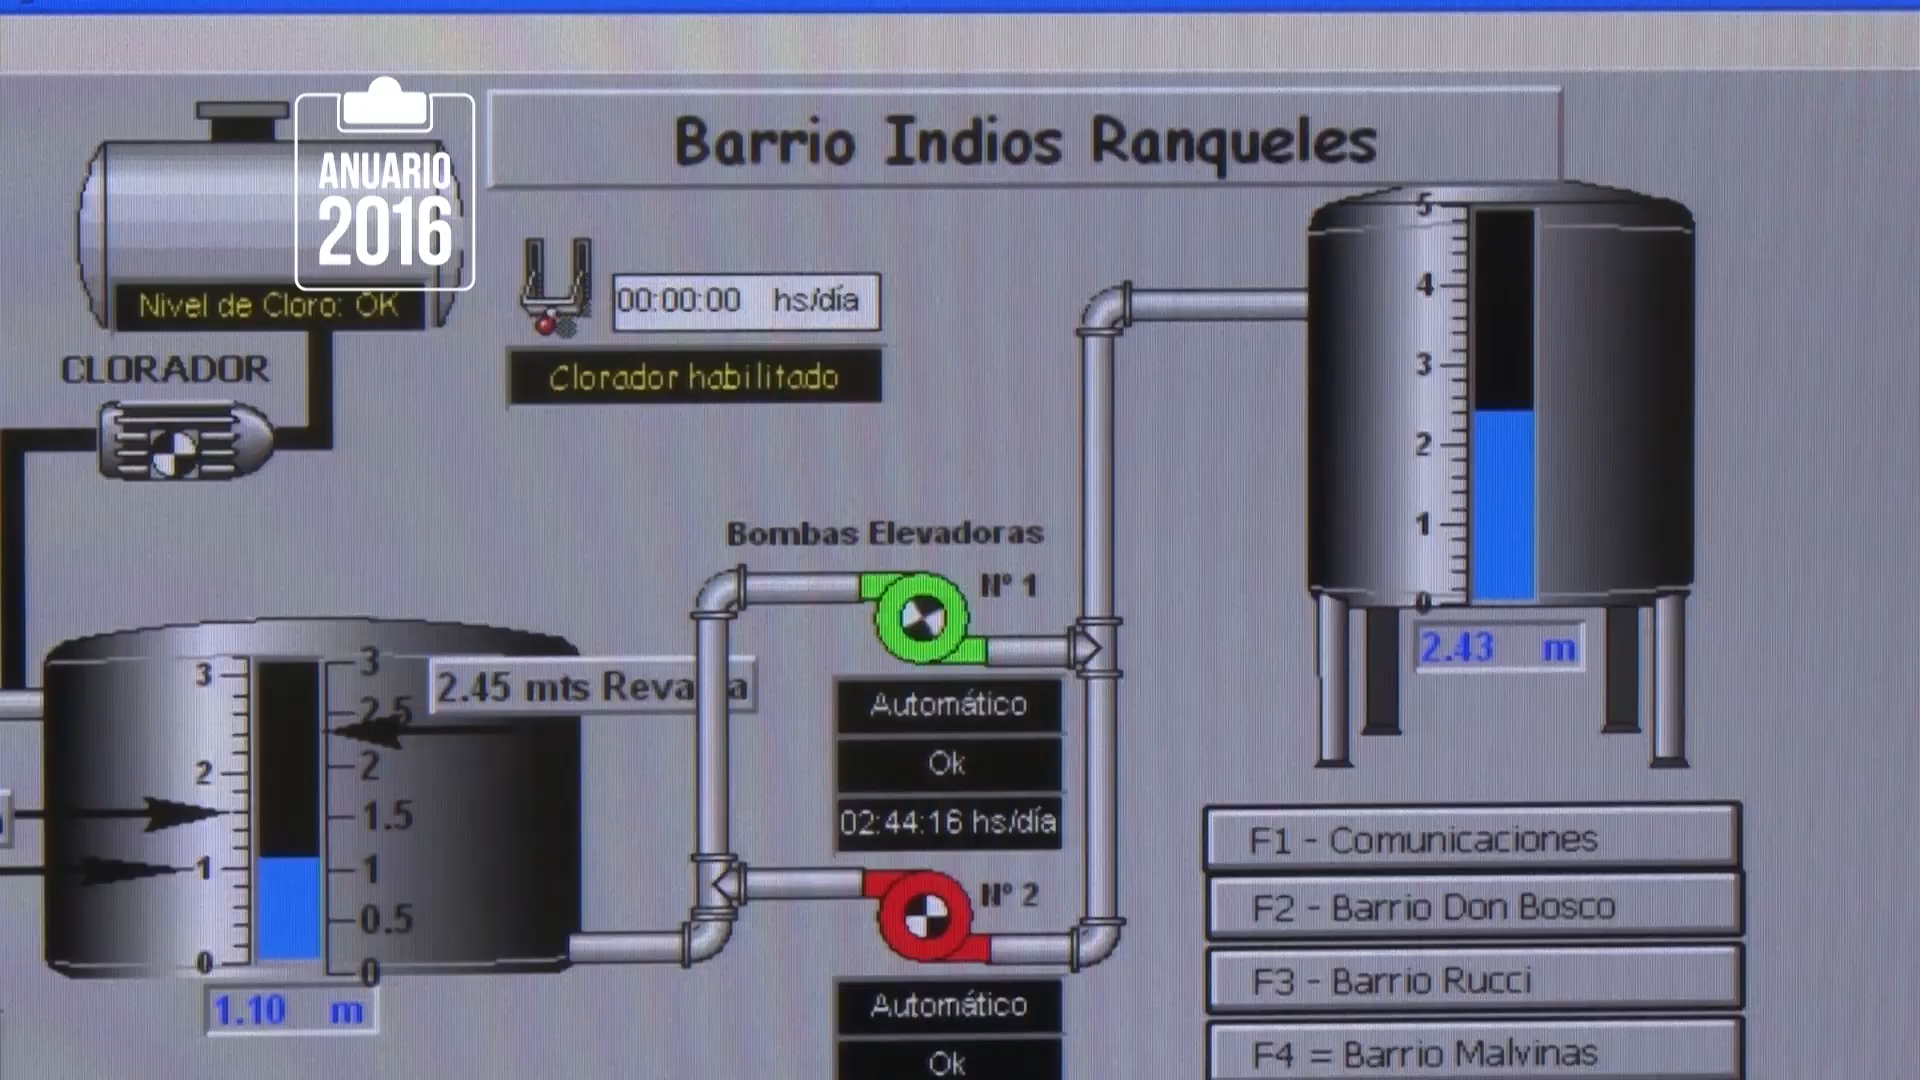 Barrio Indios Ranqueles
ANUARIO
2016
Nivel de Cloro: OK
00:00:00 hs/día
Clorador habilitado
CLORADOR
5
4
3
2
1
0
2.43 m
Bombas Elevadoras
Nº 1
Automático
Ok
02:44:16 hs/día
Nº 2
Automático
Ok
2.45 mts
3
2
1
0
3
2.5
2
1.5
1
0.5
0
1.10 m
F1 - Comunicaciones
F2 - Barrio Don Bosco
F3 - Barrio Rucci
F4 = Barrio Malvinas